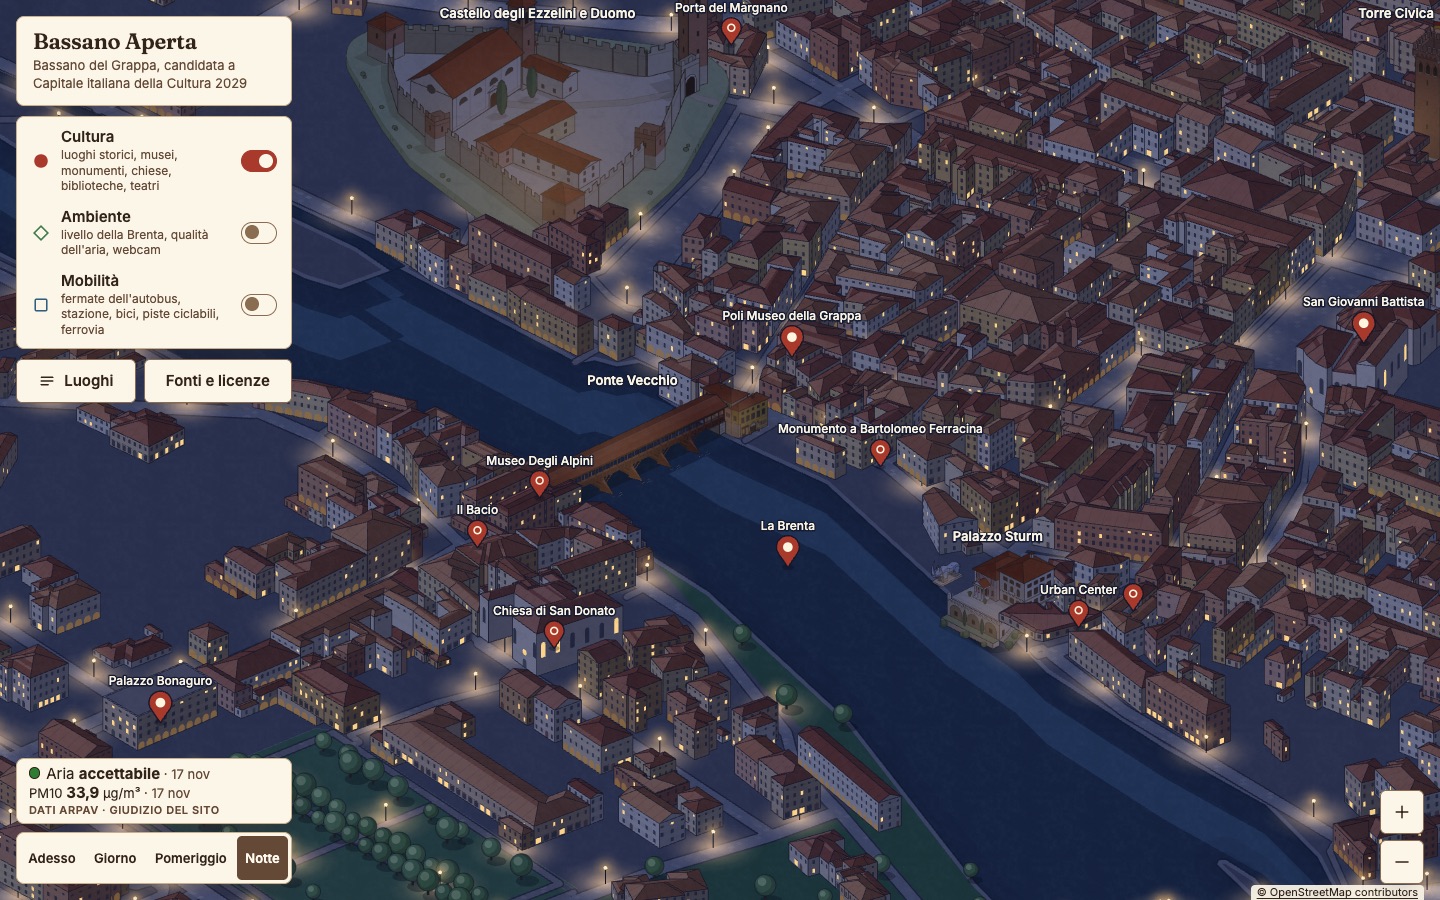 Castello degli Ezzelini e Duomo
Porta del Margnano
Torre Civica
Bassano Aperta
Bassano del Grappa, candidata a
Capitale italiana della Cultura 2029
Cultura
luoghi storici, musei,
monumenti, chiese,
biblioteche, teatri
Ambiente
livello della Brenta, qualità
dell'aria, webcam
Mobilità
fermate dell'autobus,
stazione, bici, piste ciclabili,
ferrovia
Luoghi
Fonti e licenze
San Giovanni Battista
Poli Museo della Grappa
Ponte Vecchio
Monumento a Bartolomeo Ferracina
Museo Degli Alpini
Il Bacio
La Brenta
Palazzo Sturm
Urban Center
Chiesa di San Donato
Palazzo Bonaguro
Aria accettabile · 17 nov
PM10 33,9 µg/m³ · 17 nov
DATI ARPAV · GIUDIZIO DEL SITO
Adesso Giorno Pomeriggio Notte
+
−
© OpenStreetMap contributors